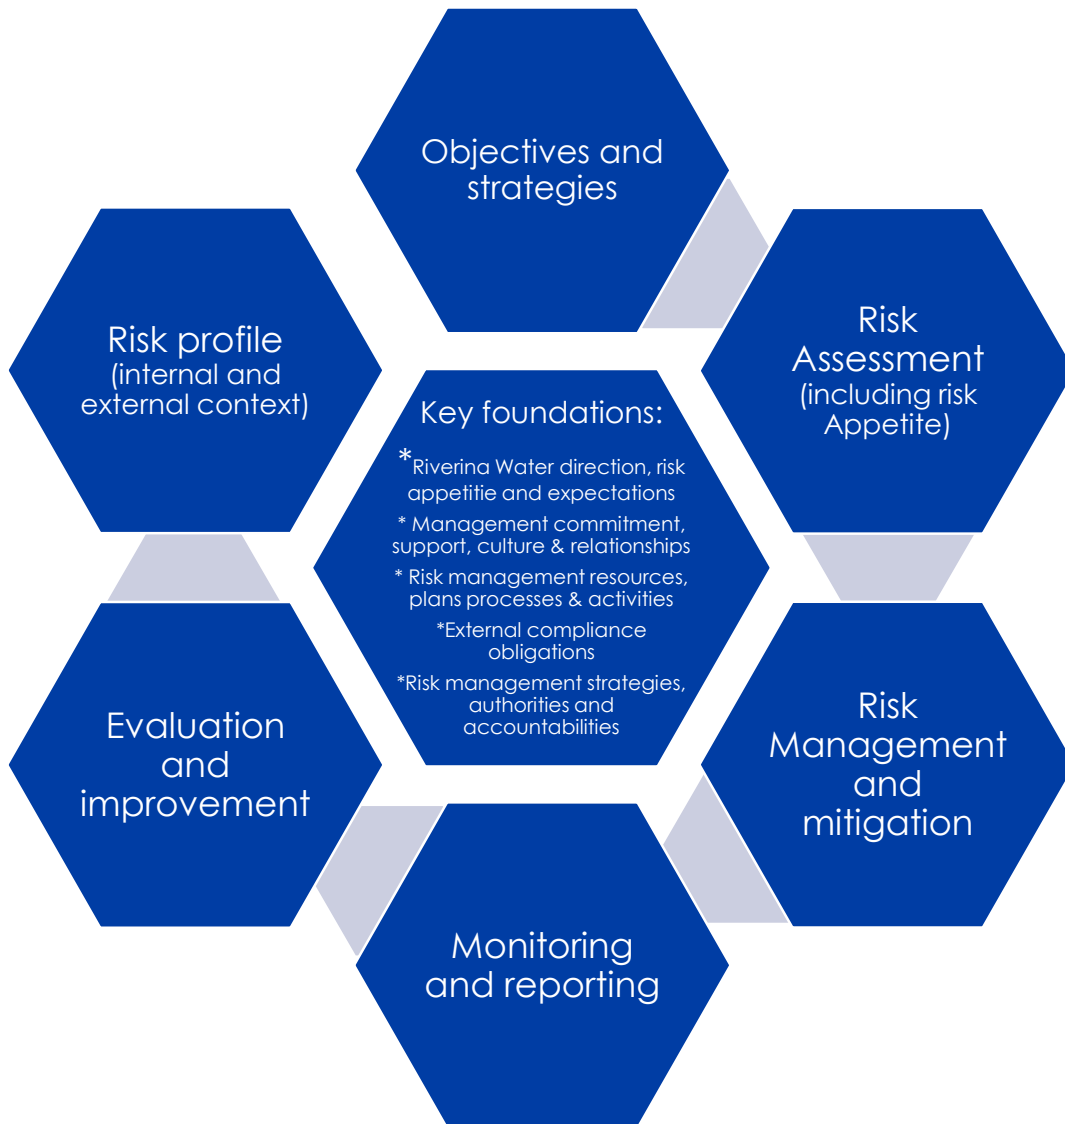 Objectives and
strategies
Risk
Assessment
(including risk
Appetite)
Risk
Management
and
mitigation
Monitoring
and reporting
Evaluation
and
improvement
Risk profile
(internal and
external context)
Key foundations:
*Riverina Water direction, risk
appetitie and expectations
* Management commitment,
support, culture & relationships
* Risk management resources,
plans processes & activities
*External compliance
obligations
*Risk management strategies,
authorities and
accountabilities